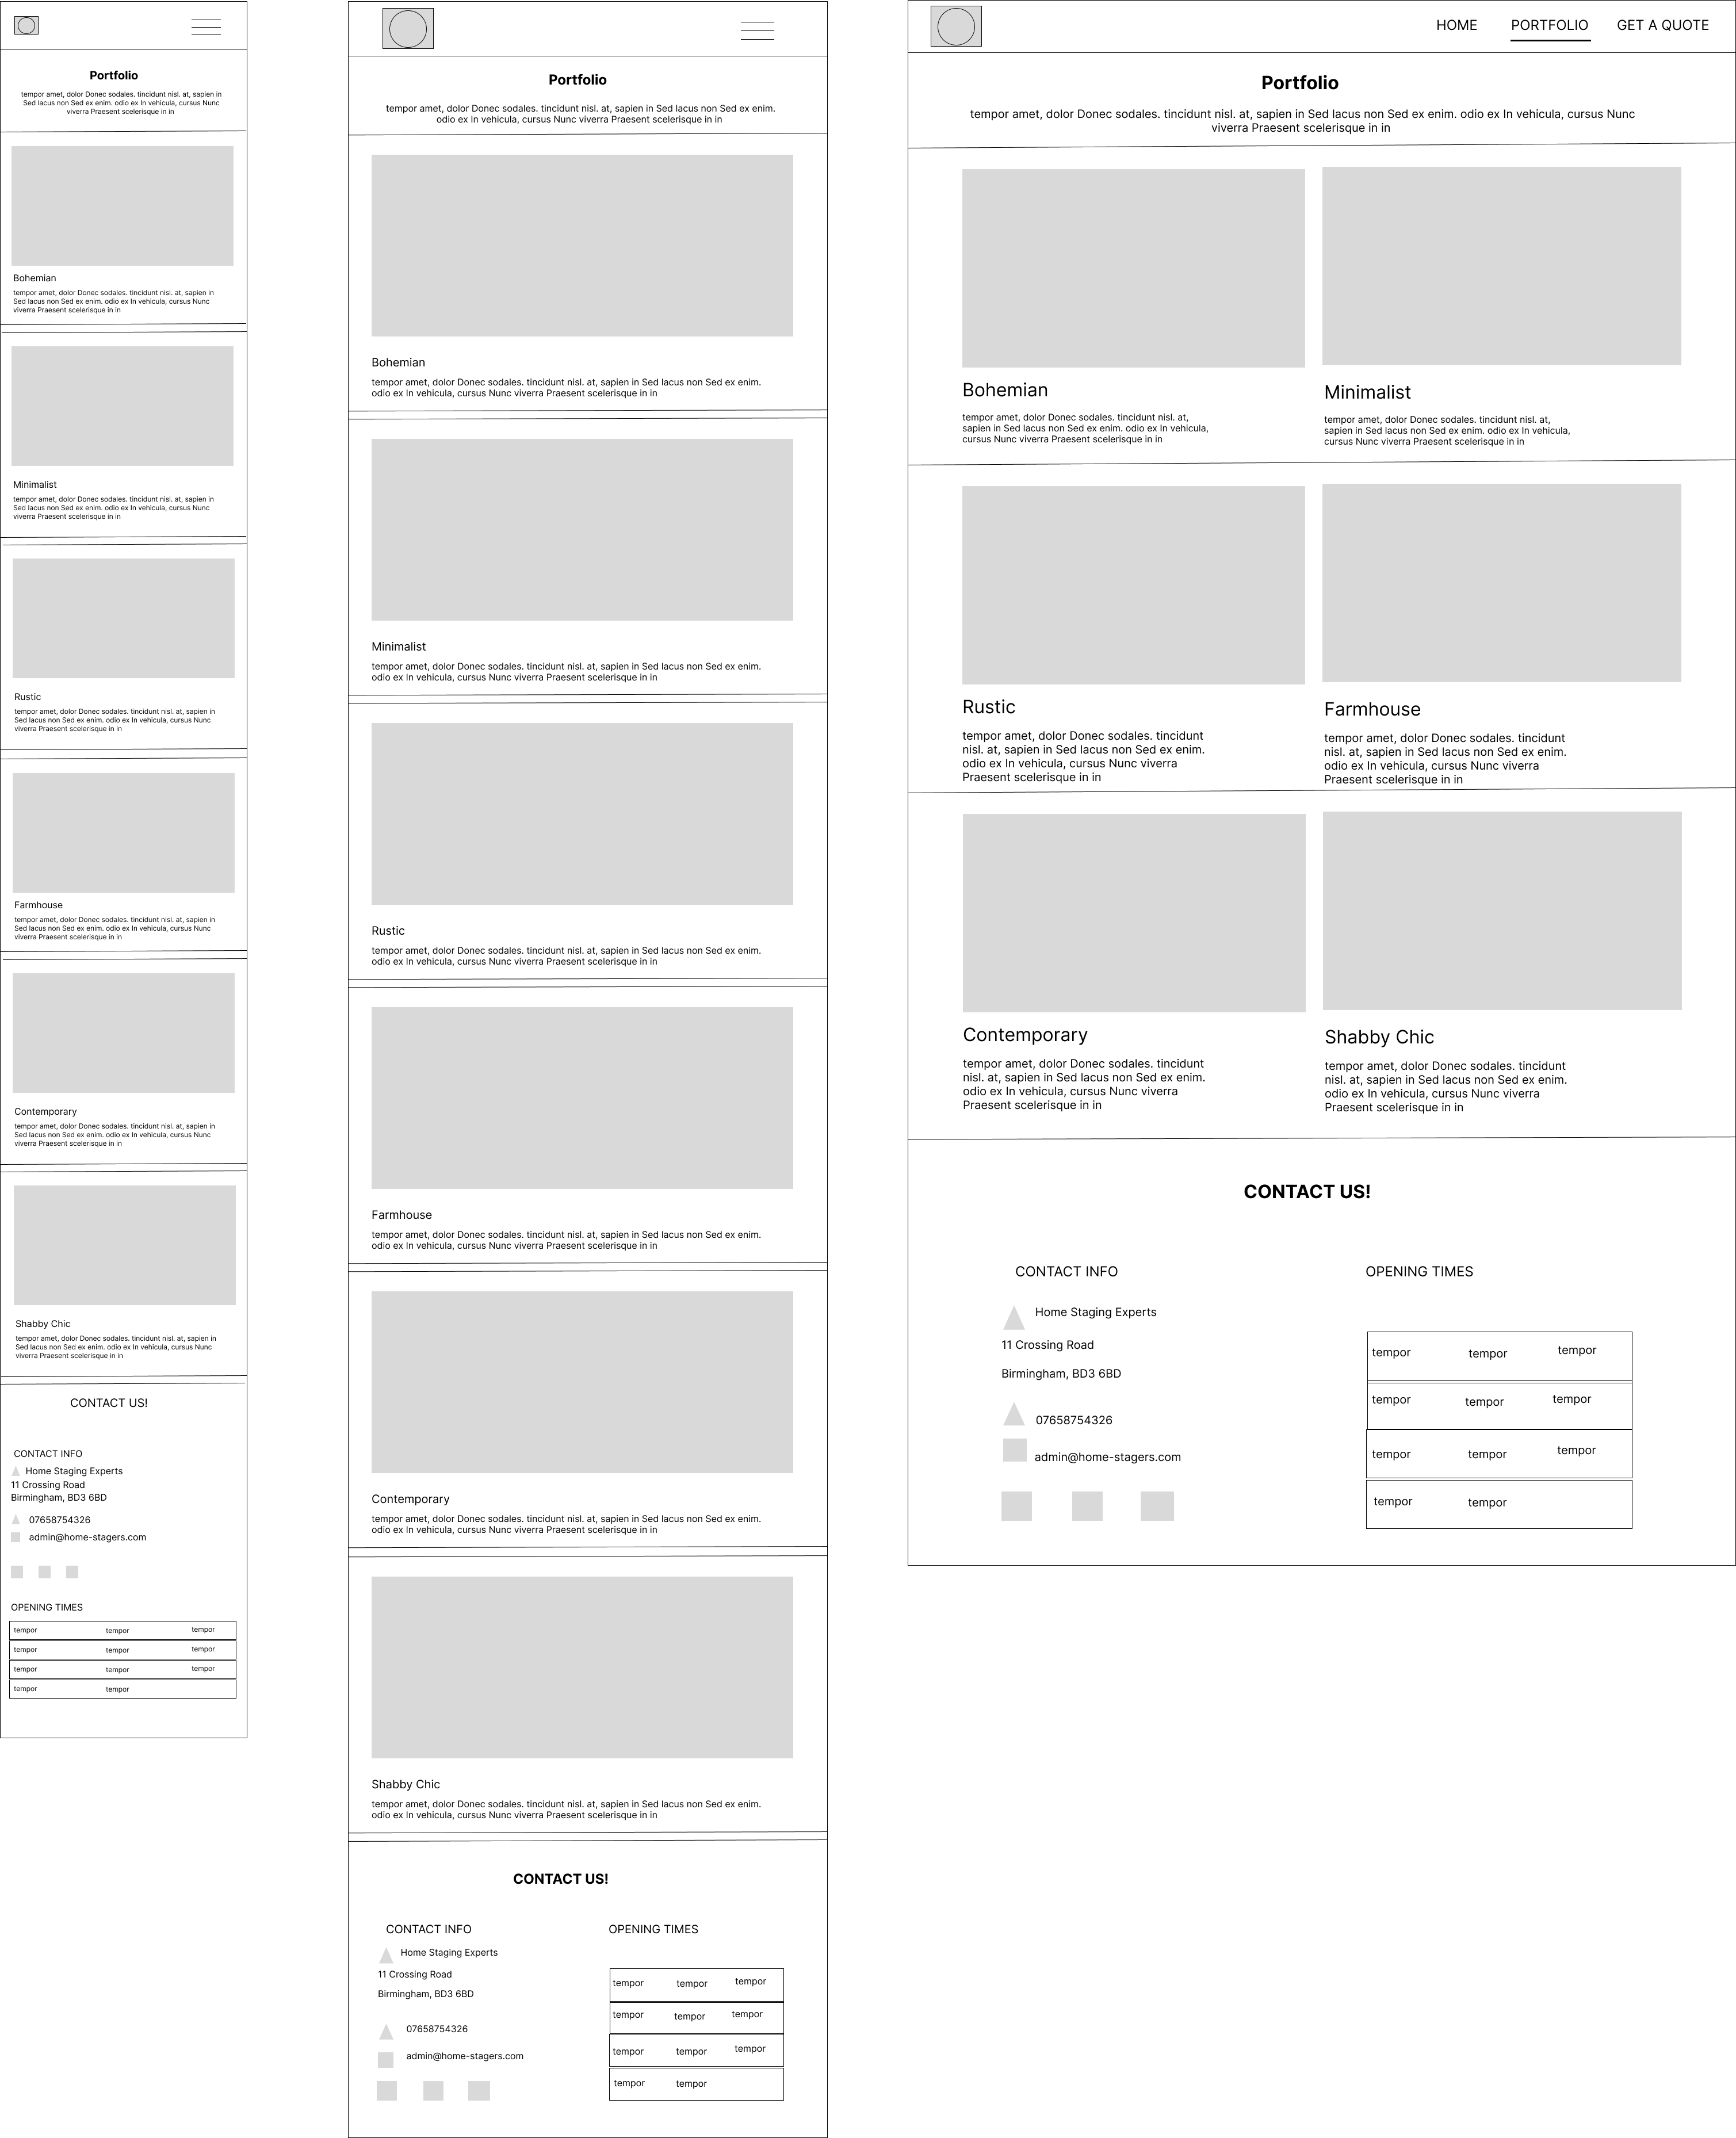 Portfolio
tempor amet, dolor Donec sodales. tincidunt nisl. at, sapien in
Sed lacus non Sed ex enim. odio ex In vehicula, cursus Nunc
viverra Praesent scelerisque in in
Bohemian
tempor amet, dolor Donec sodales. tincidunt nisl. at, sapien in
Sed lacus non Sed ex enim. odio ex In vehicula, cursus Nunc
viverra Praesent scelerisque in in
Minimalist
tempor amet, dolor Donec sodales. tincidunt nisl. at, sapien in
Sed lacus non Sed ex enim. odio ex In vehicula, cursus Nunc
viverra Praesent scelerisque in in
Rustic
tempor amet, dolor Donec sodales. tincidunt nisl. at, sapien in
Sed lacus non Sed ex enim. odio ex In vehicula, cursus Nunc
viverra Praesent scelerisque in in
Farmhouse
tempor amet, dolor Donec sodales. tincidunt nisl. at, sapien in
Sed lacus non Sed ex enim. odio ex In vehicula, cursus Nunc
viverra Praesent scelerisque in in
Contemporary
tempor amet, dolor Donec sodales. tincidunt nisl. at, sapien in
Sed lacus non Sed ex enim. odio ex In vehicula, cursus Nunc
viverra Praesent scelerisque in in
Shabby Chic
tempor amet, dolor Donec sodales. tincidunt nisl. at, sapien in
Sed lacus non Sed ex enim. odio ex In vehicula, cursus Nunc
viverra Praesent scelerisque in in
CONTACT US!
CONTACT INFO
Home Staging Experts
11 Crossing Road
Birmingham, BD3 6BD
07658754326
admin@home-stagers.com
OPENING TIMES
tempor tempor tempor
tempor tempor tempor
tempor tempor tempor
tempor tempor
Portfolio
tempor amet, dolor Donec sodales. tincidunt nisl. at, sapien in Sed lacus non Sed ex enim.
odio ex In vehicula, cursus Nunc viverra Praesent scelerisque in in
Bohemian
tempor amet, dolor Donec sodales. tincidunt nisl. at, sapien in Sed lacus non Sed ex enim.
odio ex In vehicula, cursus Nunc viverra Praesent scelerisque in in
Minimalist
tempor amet, dolor Donec sodales. tincidunt nisl. at, sapien in Sed lacus non Sed ex enim.
odio ex In vehicula, cursus Nunc viverra Praesent scelerisque in in
Rustic
tempor amet, dolor Donec sodales. tincidunt nisl. at, sapien in Sed lacus non Sed ex enim.
odio ex In vehicula, cursus Nunc viverra Praesent scelerisque in in
Farmhouse
tempor amet, dolor Donec sodales. tincidunt nisl. at, sapien in Sed lacus non Sed ex enim.
odio ex In vehicula, cursus Nunc viverra Praesent scelerisque in in
Contemporary
tempor amet, dolor Donec sodales. tincidunt nisl. at, sapien in Sed lacus non Sed ex enim.
odio ex In vehicula, cursus Nunc viverra Praesent scelerisque in in
Shabby Chic
tempor amet, dolor Donec sodales. tincidunt nisl. at, sapien in Sed lacus non Sed ex enim.
odio ex In vehicula, cursus Nunc viverra Praesent scelerisque in in
CONTACT US!
CONTACT INFO
Home Staging Experts
11 Crossing Road
Birmingham, BD3 6BD
07658754326
admin@home-stagers.com
OPENING TIMES
tempor tempor tempor
tempor tempor tempor
tempor tempor tempor
tempor tempor
HOME PORTFOLIO GET A QUOTE
Portfolio
tempor amet, dolor Donec sodales. tincidunt nisl. at, sapien in Sed lacus non Sed ex enim. odio ex In vehicula, cursus Nunc
viverra Praesent scelerisque in in
Bohemian
tempor amet, dolor Donec sodales. tincidunt nisl. at,
sapien in Sed lacus non Sed ex enim. odio ex In vehicula,
cursus Nunc viverra Praesent scelerisque in in
Minimalist
tempor amet, dolor Donec sodales. tincidunt nisl. at,
sapien in Sed lacus non Sed ex enim. odio ex In vehicula,
cursus Nunc viverra Praesent scelerisque in in
Rustic
tempor amet, dolor Donec sodales. tincidunt
nisl. at, sapien in Sed lacus non Sed ex enim.
odio ex In vehicula, cursus Nunc viverra
Praesent scelerisque in in
Farmhouse
tempor amet, dolor Donec sodales. tincidunt
nisl. at, sapien in Sed lacus non Sed ex enim.
odio ex In vehicula, cursus Nunc viverra
Praesent scelerisque in in
Contemporary
tempor amet, dolor Donec sodales. tincidunt
nisl. at, sapien in Sed lacus non Sed ex enim.
odio ex In vehicula, cursus Nunc viverra
Praesent scelerisque in in
Shabby Chic
tempor amet, dolor Donec sodales. tincidunt
nisl. at, sapien in Sed lacus non Sed ex enim.
odio ex In vehicula, cursus Nunc viverra
Praesent scelerisque in in
CONTACT US!
CONTACT INFO
Home Staging Experts
11 Crossing Road
Birmingham, BD3 6BD
07658754326
admin@home-stagers.com
OPENING TIMES
tempor tempor tempor
tempor tempor tempor
tempor tempor tempor
tempor tempor